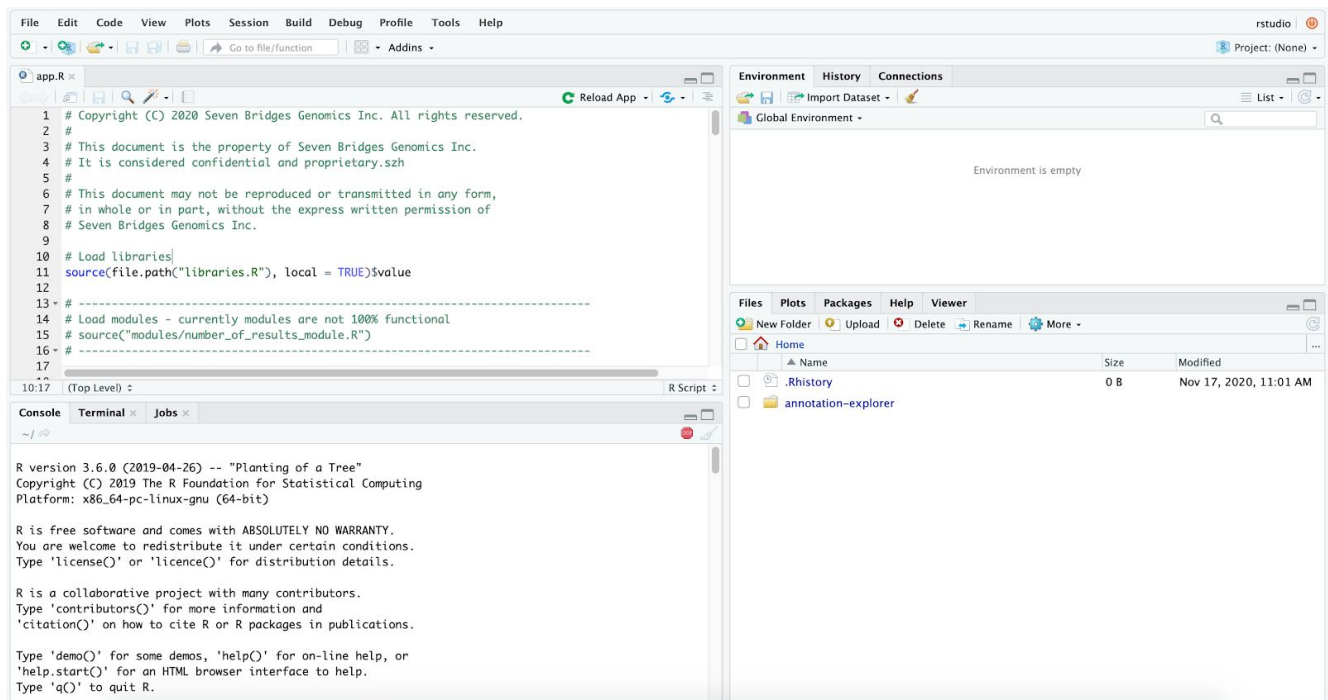 File Edit Code View Plots Session Build Debug Profile Tools Help
rstudio
Go to file/function
Addins
Project: (None)
app.R
Reload App
1 # Copyright (C) 2020 Seven Bridges Genomics Inc. All rights reserved.
2 #
3 # This document is the property of Seven Bridges Genomics Inc.
4 # It is considered confidential and proprietary.szh
5 #
6 # This document may not be reproduced or transmitted in any form,
7 # in whole or in part, without the express written permission of
8 # Seven Bridges Genomics Inc.
9
10 # Load libraries
11 source(file.path("libraries.R"), local = TRUE)$value
12
13 # ----------------------------------------------------------------------------
14 # Load modules - currently modules are not 100% functional
15 # source("modules/number_of_results_module.R")
16 # ----------------------------------------------------------------------------
17
10:17 (Top Level) R Script
Console Terminal Jobs
~/
R version 3.6.0 (2019-04-26) -- "Planting of a Tree"
Copyright (C) 2019 The R Foundation for Statistical Computing
Platform: x86_64-pc-linux-gnu (64-bit)
R is free software and comes with ABSOLUTELY NO WARRANTY.
You are welcome to redistribute it under certain conditions.
Type 'license()' or 'licence()' for distribution details.
R is a collaborative project with many contributors.
Type 'contributors()' for more information and
'citation()' on how to cite R or R packages in publications.
Type 'demo()' for some demos, 'help()' for on-line help, or
'help.start()' for an HTML browser interface to help.
Type 'q()' to quit R.
Environment History Connections
Import Dataset
List
Global Environment
Environment is empty
Files Plots Packages Help Viewer
New Folder Upload Delete Rename More
Home ...
Name Size Modified
.Rhistory 0 B Nov 17, 2020, 11:01 AM
annotation-explorer